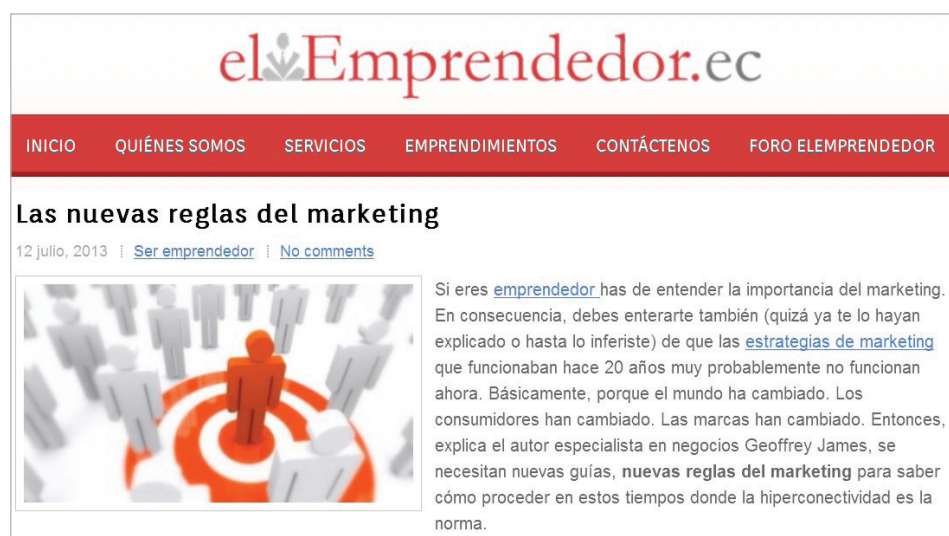 elEmprendedor.ec
INICIO QUIÉNES SOMOS SERVICIOS EMPRENDIMIENTOS CONTÁCTENOS FORO ELEMPRENDEDOR
Las nuevas reglas del marketing
12 julio, 2013 Ser emprendedor No comments
Si eres emprendedor has de entender la importancia del marketing.
En consecuencia, debes enterarte también (quizá ya te lo hayan
explicado o hasta lo inferiste) de que las estrategias de marketing
que funcionaban hace 20 años muy probablemente no funcionan
ahora. Básicamente, porque el mundo ha cambiado. Los
consumidores han cambiado. Las marcas han cambiado. Entonces,
explica el autor especialista en negocios Geoffrey James, se
necesitan nuevas guías, nuevas reglas del marketing para saber
cómo proceder en estos tiempos donde la hiperconectividad es la
norma.